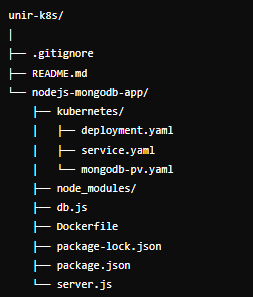 unir-k8s/
│
├── .gitignore
├── README.md
└── nodejs-mongodb-app/
    ├── kubernetes/
    │   ├── deployment.yaml
    │   ├── service.yaml
    │   └── mongodb-pv.yaml
    ├── node_modules/
    ├── db.js
    ├── Dockerfile
    ├── package-lock.json
    ├── package.json
    └── server.js